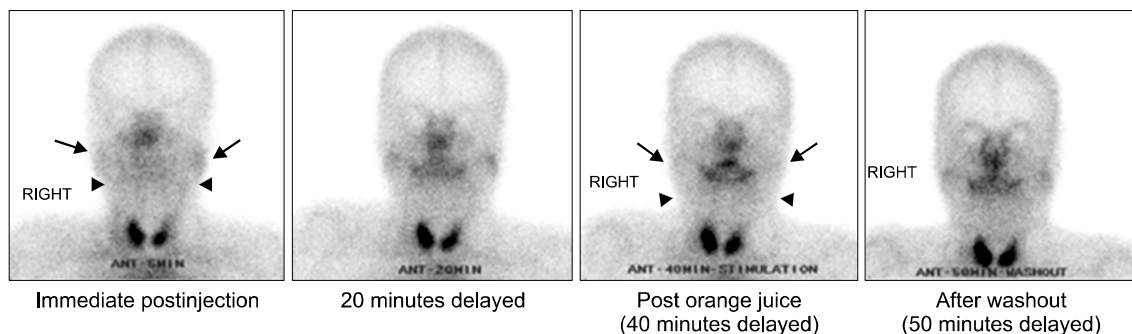 RIGHT
ANT-5MIN
Immediate postinjection
ANT-20MIN
20 minutes delayed
RIGHT
ANT-40MIN-STIMULATION
Post orange juice
(40 minutes delayed)
RIGHT
ANT-50MIN-WASHOUT
After washout
(50 minutes delayed)